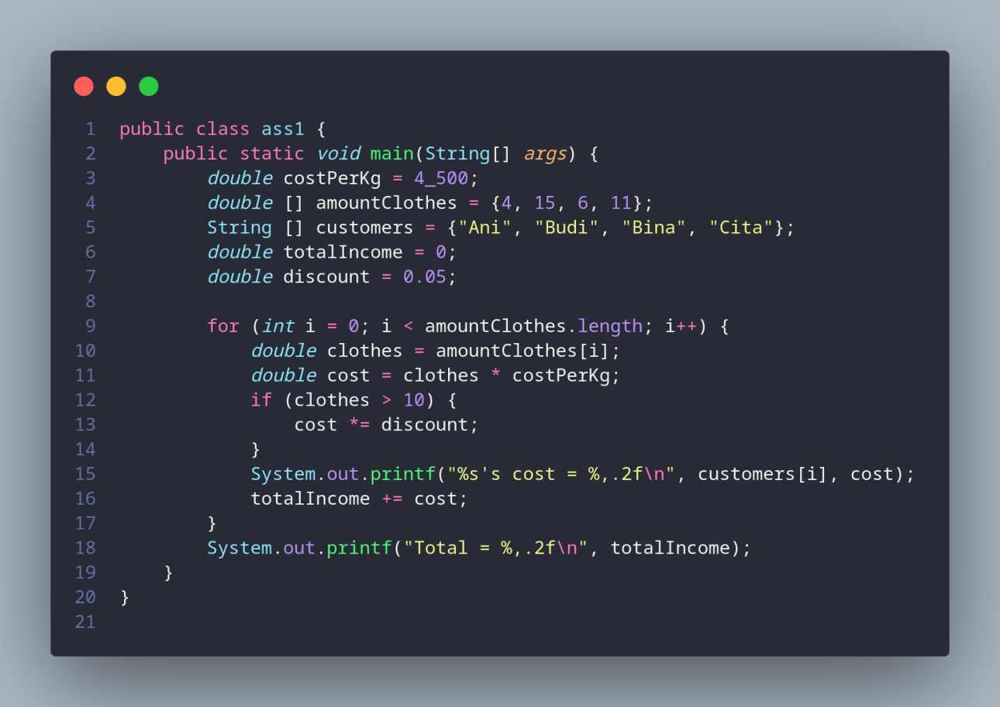 1 public class ass1 {
2     public static void main(String[] args) {
3         double costPerKg = 4_500;
4         double [] amountClothes = {4, 15, 6, 11};
5         String [] customers = {"Ani", "Budi", "Bina", "Cita"};
6         double totalIncome = 0;
7         double discount = 0.05;
8
9         for (int i = 0; i < amountClothes.length; i++) {
10             double clothes = amountClothes[i];
11             double cost = clothes * costPerKg;
12             if (clothes > 10) {
13                 cost *= discount;
14             }
15             System.out.printf("%s's cost = %,.2f\n", customers[i], cost);
16             totalIncome += cost;
17         }
18         System.out.printf("Total = %,.2f\n", totalIncome);
19     }
20 }
21